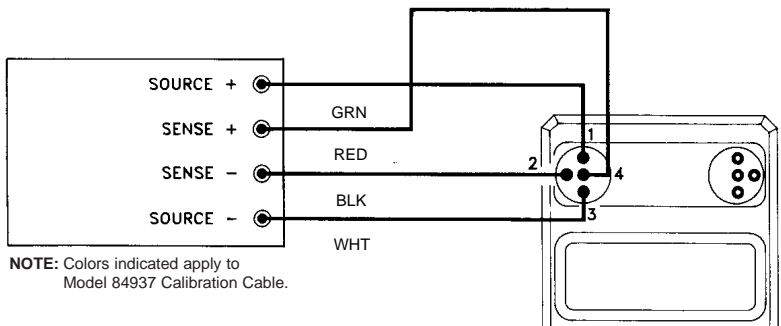 SOURCE +
GRN
SENSE +
1
RED
2
4
SENSE -
BLK
3
SOURCE -
WHT
NOTE: Colors indicated apply to
Model 84937 Calibration Cable.